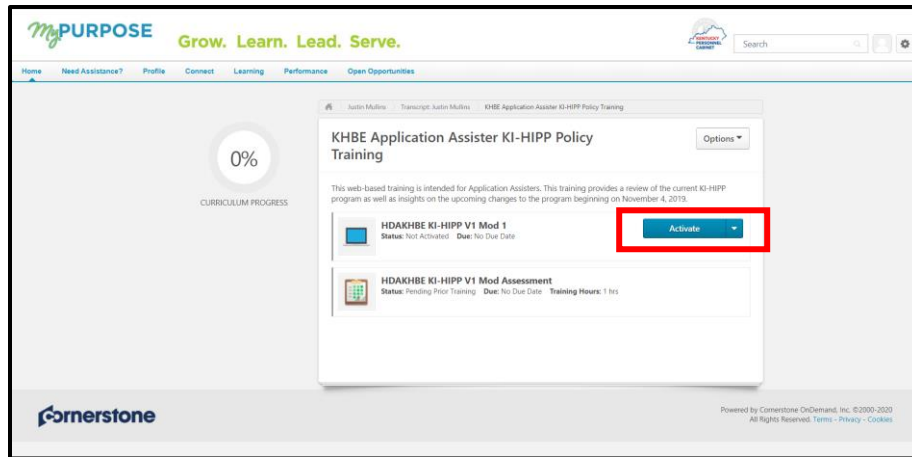 MyPURPOSE
Grow. Learn. Lead. Serve.
KENTUCKY
PERSONNEL
CABINET
Search
Home Need Assistance? Profile Connect Learning Performance Open Opportunities
Justin Mullins Transcript: Justin Mullins KHBE Application Assister KI-HIPP Policy Training
0%
CURRICULUM PROGRESS
KHBE Application Assister KI-HIPP Policy
Training
Options
This web-based training is intended for Application Assisters. This training provides a review of the current KI-HIPP
program as well as insights on the upcoming changes to the program beginning on November 4, 2019.
HDAKHBE KI-HIPP V1 Mod 1
Status: Not Activated Due: No Due Date
Activate
HDAKHBE KI-HIPP V1 Mod Assessment
Status: Pending Prior Training Due: No Due Date Training Hours: 1 hrs
cornerstone
Powered by Cornerstone OnDemand, Inc. ©2000-2020
All Rights Reserved. Terms - Privacy - Cookies